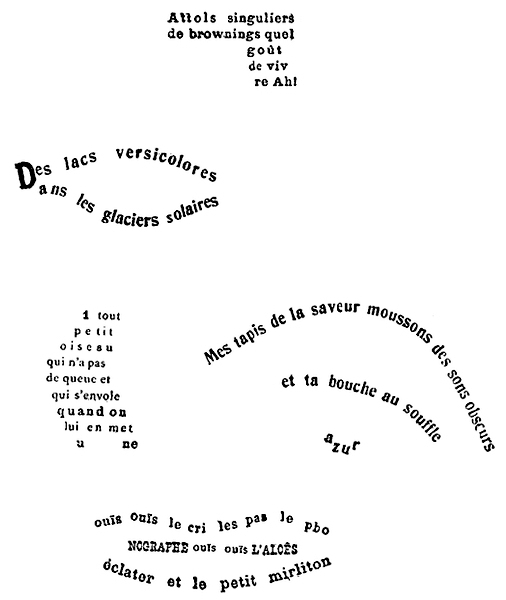 Attols singuliers
de brownings quel
goût
de viv
re Ah!
Des lacs versicolores
Dans les glaciers solaires
1 tout
petit
oiseau
qui n'a pas
de queue et
qui s'envole
quand on
lui en met
u ne
Mes tapis de la saveur moussons des sons obscurs
et ta bouche au souffle
azur
ouïs ouïs le cri les pas le pho
NOGRAPHE ouïs ouïs L'ALOÈS
éclater et le petit mirliton